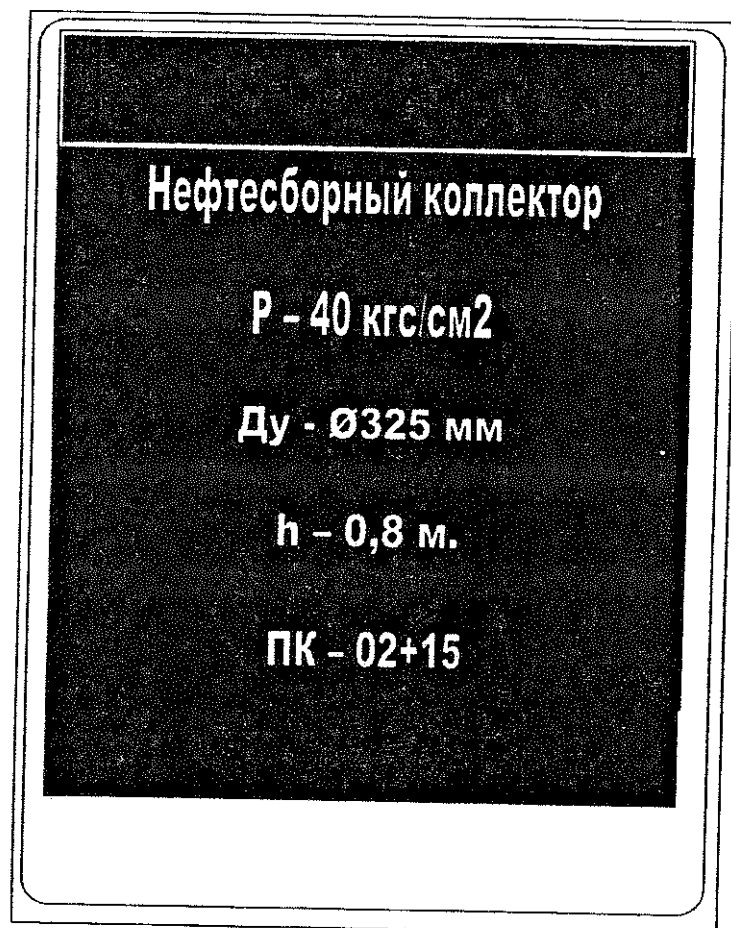 Нефтесборный коллектор
Р – 40 кгс/см2
Ду - Ø325 мм
h – 0,8 м.
ПК – 02+15